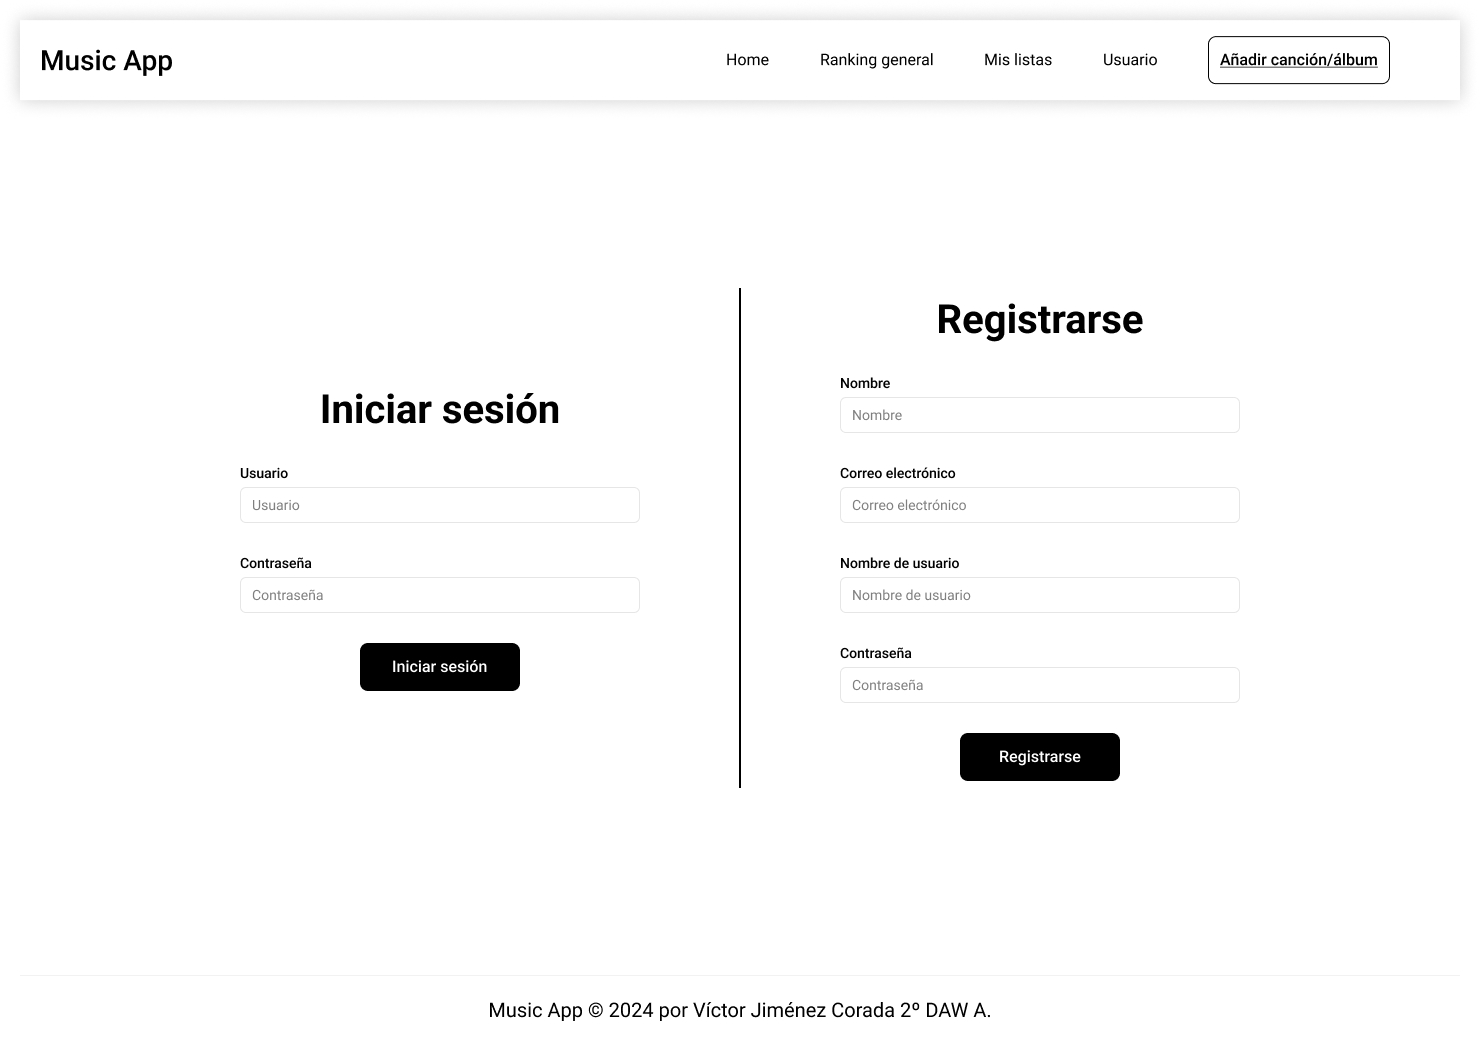 Music App
Home
Ranking general
Mis listas
Usuario
Añadir canción/álbum
Iniciar sesión
Usuario
Usuario
Contraseña
Contraseña
Iniciar sesión
Registrarse
Nombre
Nombre
Correo electrónico
Correo electrónico
Nombre de usuario
Nombre de usuario
Contraseña
Contraseña
Registrarse
Music App © 2024 por Víctor Jiménez Corada 2º DAW A.